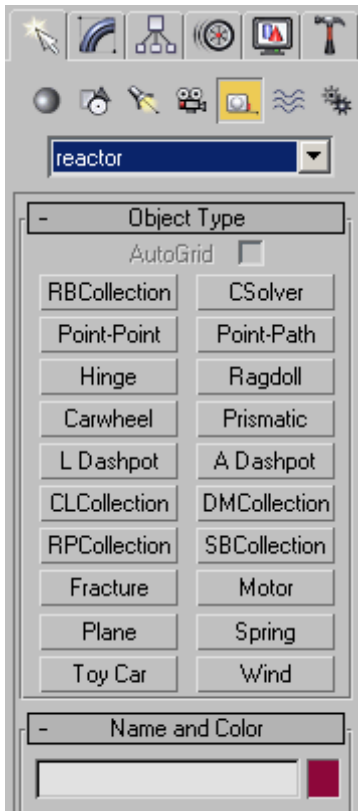 reactor
- Object Type
AutoGrid
RBCollection CSolver
Point-Point Point-Path
Hinge Ragdoll
Carwheel Prismatic
L Dashpot A Dashpot
CLCollection DMCollection
RPCollection SBCollection
Fracture Motor
Plane Spring
Toy Car Wind
- Name and Color